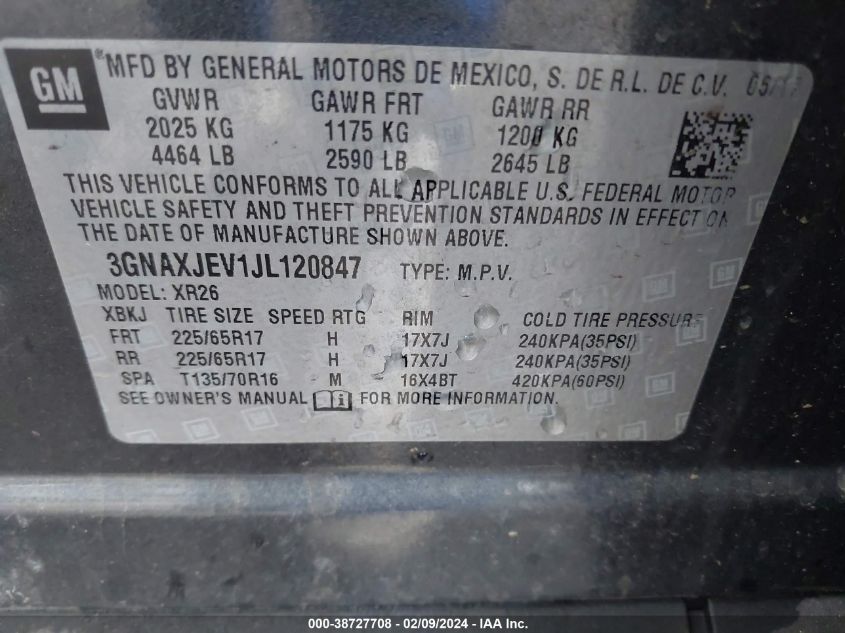 GM
® MFD BY GENERAL MOTORS DE MEXICO, S. DE R.L. DE C.V. 05/17
GVWR GAWR FRT GAWR RR
2025 KG 1175 KG 1200 KG
4464 LB 2590 LB 2645 LB
THIS VEHICLE CONFORMS TO ALL APPLICABLE U.S. FEDERAL MOTOR
VEHICLE SAFETY AND THEFT PREVENTION STANDARDS IN EFFECT ON
THE DATE OF MANUFACTURE SHOWN ABOVE.
3GNAXJEV1JL120847 TYPE: M.P.V.
MODEL: XR26
XBKJ TIRE SIZE SPEED RTG RIM COLD TIRE PRESSURE
FRT 225/65R17 H 17X7J 240KPA(35PSI)
RR 225/65R17 H 17X7J 240KPA(35PSI)
SPA T135/70R16 M 16X4BT 420KPA(60PSI)
SEE OWNER'S MANUAL FOR MORE INFORMATION.
000-38727708 - 02/09/2024 - IAA Inc.